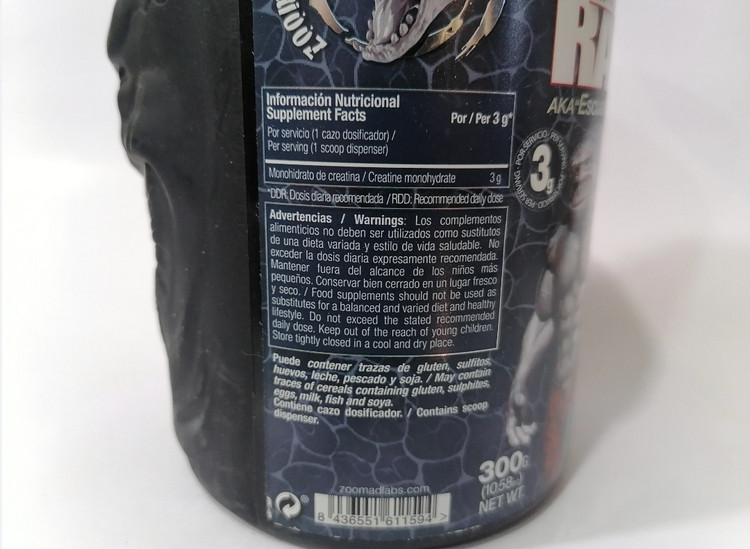 ZOOM
RA
AKA
Información Nutricional
Supplement Facts
Por / Per 3 g*
Por servicio (1 cazo dosificador) /
Per serving (1 scoop dispenser)
Monohidrato de creatina / Creatine monohydrate 3 g
*DDR: Dosis diaria recomendada / RDD: Recommended daily dose
Advertencias / Warnings: Los complementos
alimenticios no deben ser utilizados como sustitutos
de una dieta variada y estilo de vida saludable. No
exceder la dosis diaria expresamente recomendada.
Mantener fuera del alcance de los niños más
pequeños. Conservar bien cerrado en un lugar fresco
y seco. / Food supplements should not be used as
substitutes for a balanced and varied diet and healthy
lifestyle. Do not exceed the stated recommended
daily dose. Keep out of the reach of young children.
Store tightly closed in a cool and dry place.
Puede contener trazas de gluten, sulfitos,
huevos, leche, pescado y soja. / May contain
traces of cereals containing gluten, sulphites,
eggs, milk, fish and soya.
Contiene cazo dosificador. / Contains scoop
dispenser.
3g
POR SERVICIO
PER SERVING
300G
(10.58
NET WT.
zoomadlabs.com
8 436551 611594 >